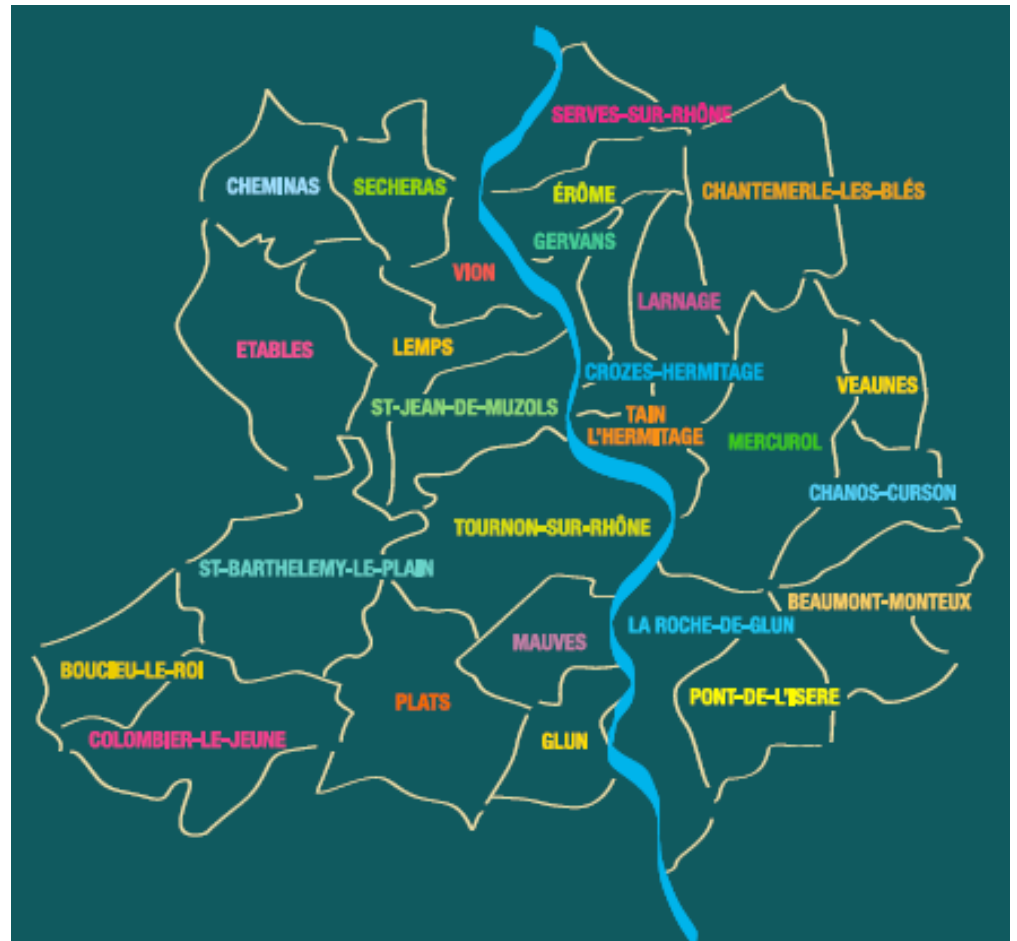 SERVES-SUR-RHÔNE
CHEMINAS
SECHERAS
ÉRÔME
CHANTEMERLE-LES-BLÉS
GERVANS
VION
LARNAGE
ETABLES
LEMPS
CROZES-HERMITAGE
VEAUNES
ST-JEAN-DE-MUZOLS
TAIN
L'HERMITAGE
MERCUROL
CHANOS-CURSON
TOURNON-SUR-RHÔNE
ST-BARTHELEMY-LE-PLAIN
BEAUMONT-MONTEUX
LA ROCHE-DE-GLUN
MAUVES
BOUCIEU-LE-ROI
PLATS
PONT-DE-L'ISERE
COLOMBIER-LE-JEUNE
GLUN